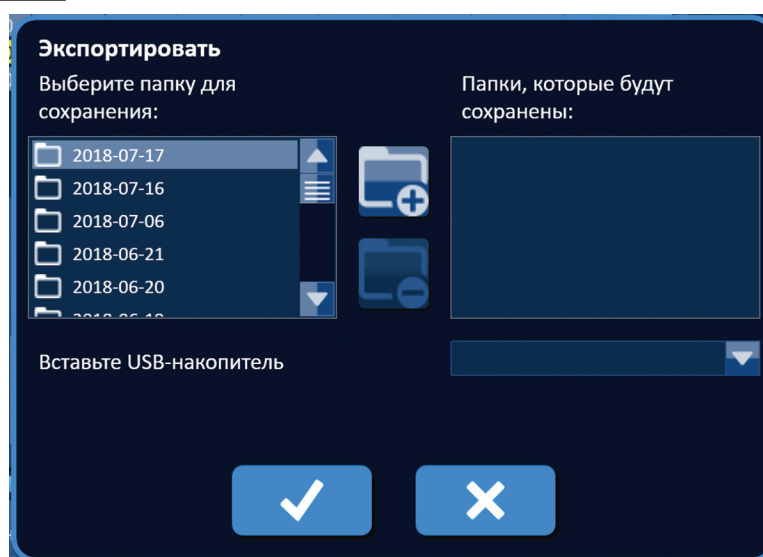 Экспортировать
Выберите папку для
сохранения:
Папки, которые будут
сохранены:
2018-07-17
2018-07-16
2018-07-06
2018-06-21
2018-06-20
Вставьте USB-накопитель